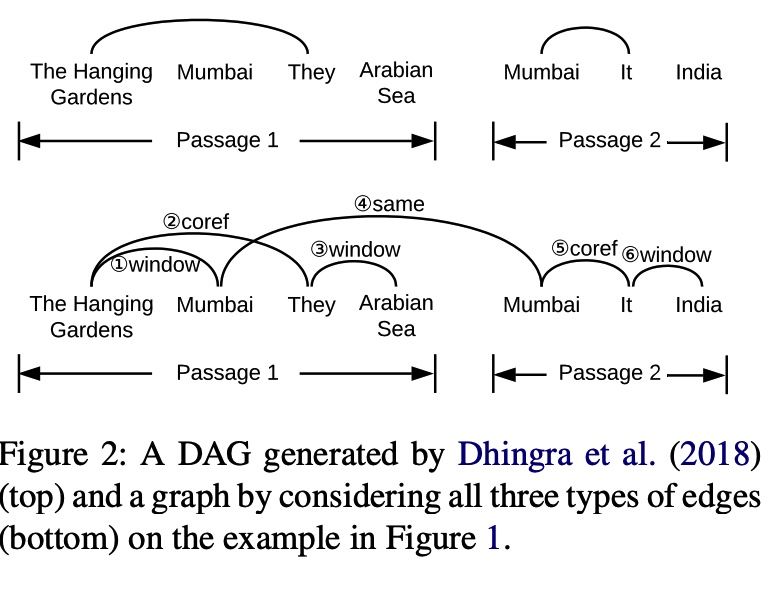 The Hanging Gardens Mumbai They Arabian Sea Mumbai It India
Passage 1 Passage 2
④same
②coref
①window ③window ⑤coref ⑥window
The Hanging Gardens Mumbai They Arabian Sea Mumbai It India
Passage 1 Passage 2
Figure 2: A DAG generated by Dhingra et al. (2018)
(top) and a graph by considering all three types of edges
(bottom) on the example in Figure 1.